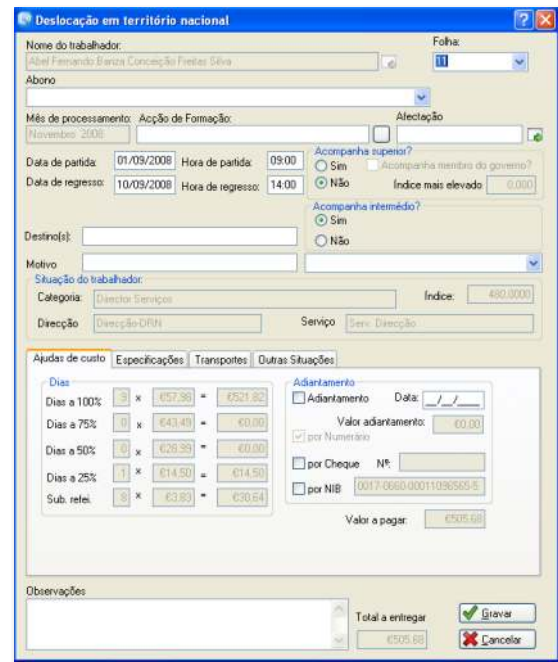 Deslocação em território nacional
Nome do trabalhador: Folha:
Abel Fernando Banza Conceição Freitas Silva 11
Abono
Mês de processamento: Acção de Formação: Afectação
Novembro 2008
Acompanha superior?
Data de partida: 01/09/2008 Hora de partida: 09:00 Sim Acompanha membro do governo?
Data de regresso: 10/09/2008 Hora de regresso: 14:00 Não Índice mais elevado 0,000
Acompanha intermédio?
Sim
Destino(s): Não
Motivo
Situação do trabalhador:
Categoria: Director Serviços Índice: 480,0000
Direcção Direcção-DRN Serviço Serv. Direcção
Ajudas de custo Especificações Transportes Outras Situações
Dias Adiantamento
Dias a 100% 9 x €57,98 = €521,82 Adiantamento Data: __/__/____
Dias a 75% 0 x €43,49 = €0,00 Valor adiantamento: €0,00
por Numerário
Dias a 50% 0 x €28,99 = €0,00
por Cheque Nº:
Dias a 25% 1 x €14,50 = €14,50
por NIB 0017-0660-00011096565-5
Sub. refei. 8 x €3,83 = €30,64
Valor a pagar: €505,68
Observações
Total a entregar Gravar
€505,68 Cancelar